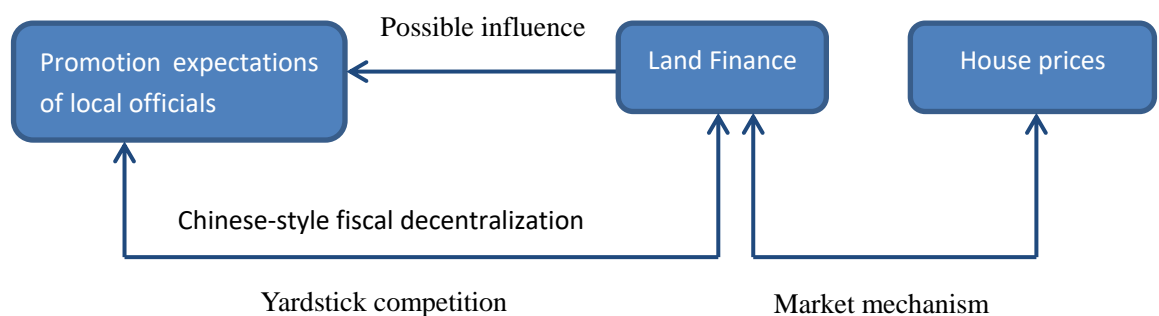 Possible influence
Promotion expectations
of local officials
Land Finance
House prices
Chinese-style fiscal decentralization
Yardstick competition
Market mechanism